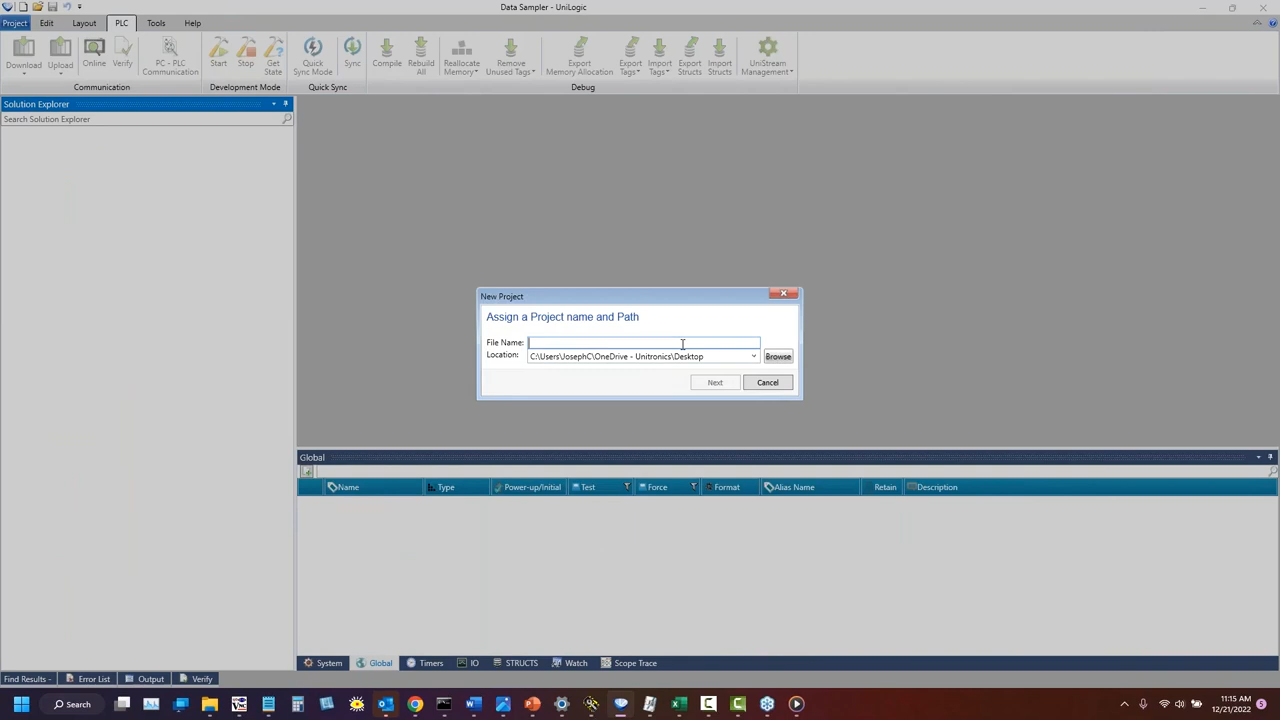 Data Sampler - UniLogic
Project Edit Layout PLC Tools Help
Download Upload Online Verify PC - PLC Communication Start Stop Get State Quick Sync Mode Sync Compile Rebuild All Reallocate Memory Remove Unused Tags Export Memory Allocation Export Tags Import Tags Export Structs Import Structs UniStream Management
Communication Development Mode Quick Sync Debug
Solution Explorer
Search Solution Explorer
New Project
Assign a Project name and Path
File Name:
Location: C:\Users\JosephC\OneDrive - Unitronics\Desktop Browse
Next Cancel
Global
Name Type Power-up/Initial Test Force Format Alias Name Retain Description
System Global Timers IO STRUCTS Watch Scope Trace
Find Results - Error List Output Verify
Search
11:15 AM
12/21/2022